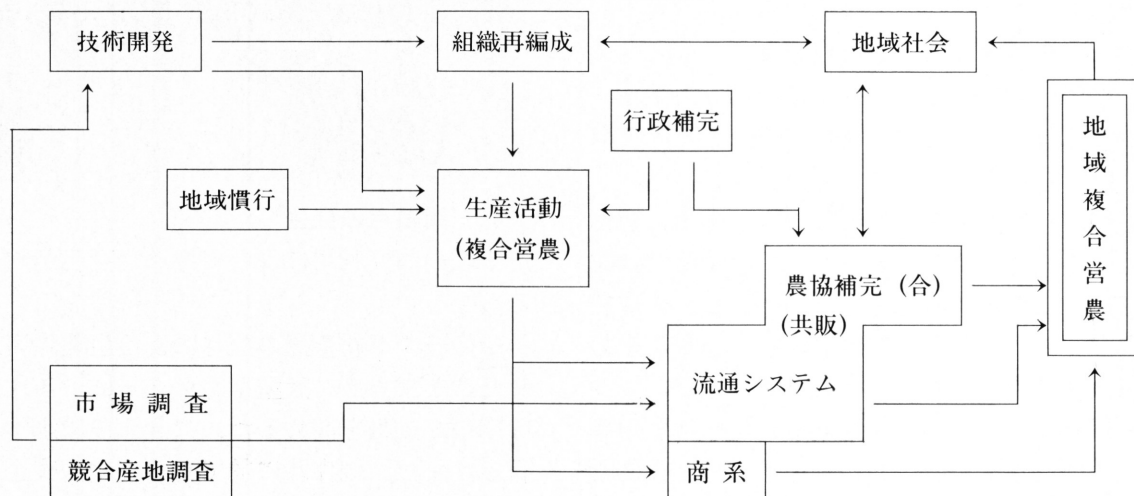 技術開発
組織再編成
地域社会
行政補完
地域複合営農
地域慣行
生産活動
(複合営農)
農協補完 (合)
(共販)
流通システム
市場調査
競合産地調査
商系